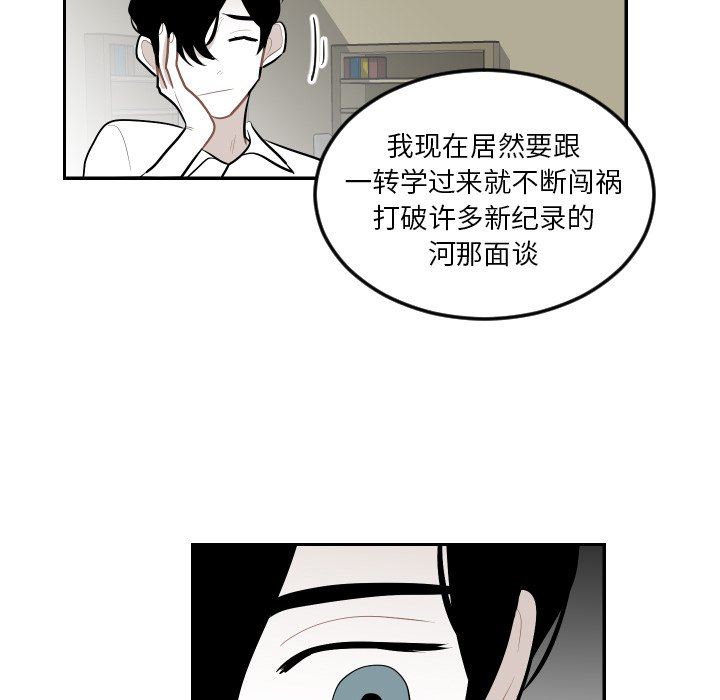 我现在居然要跟
一转学过来就不断闯祸
打破许多新纪录的
河那面谈